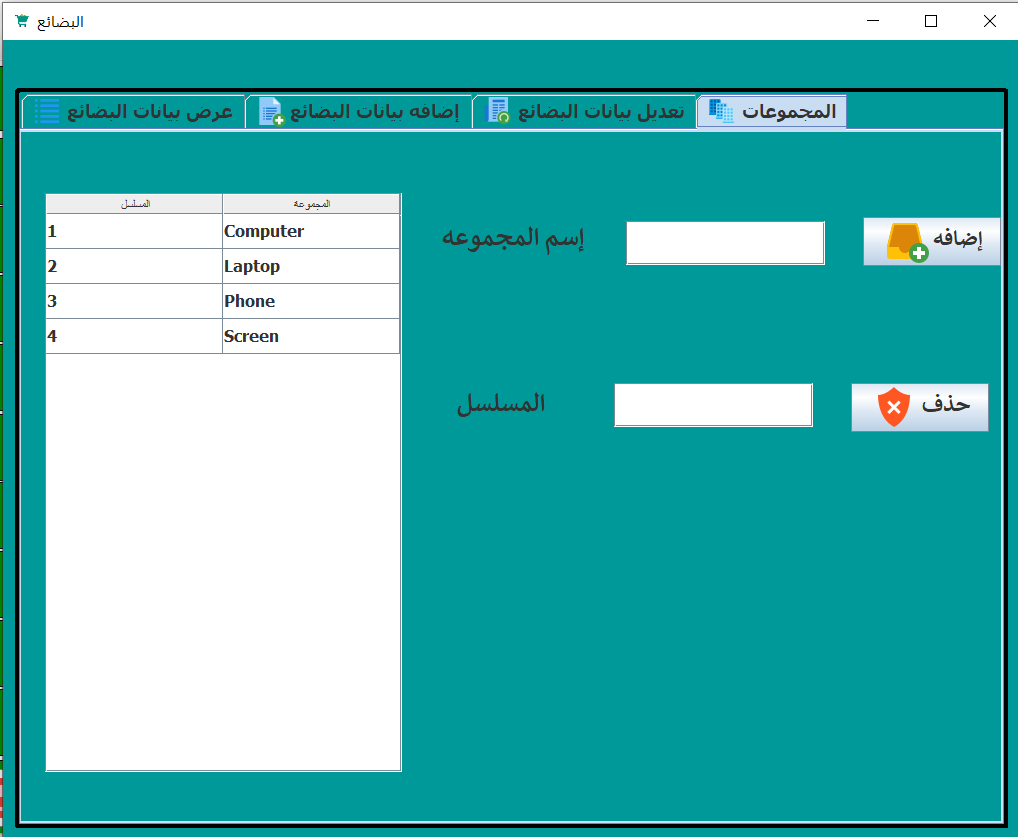 البضائع
عرض بيانات البضائع
إضافه بيانات البضائع
تعديل بيانات البضائع
المجموعات
المسلسل المجموعة
1 Computer
2 Laptop
3 Phone
4 Screen
إسم المجموعه
إضافه
المسلسل
حذف